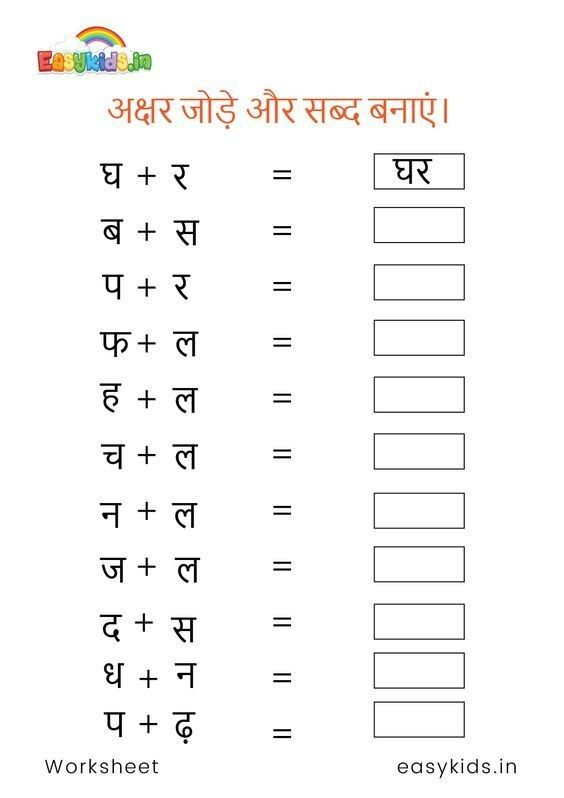 Easykids.in
अक्षर जोड़े और सब्द बनाएं।
घ + र = घर
ब + स =
प + र =
फ + ल =
ह + ल =
च + ल =
न + ल =
ज + ल =
द + स =
ध + न =
प + ढ़ =
Worksheet easykids.in